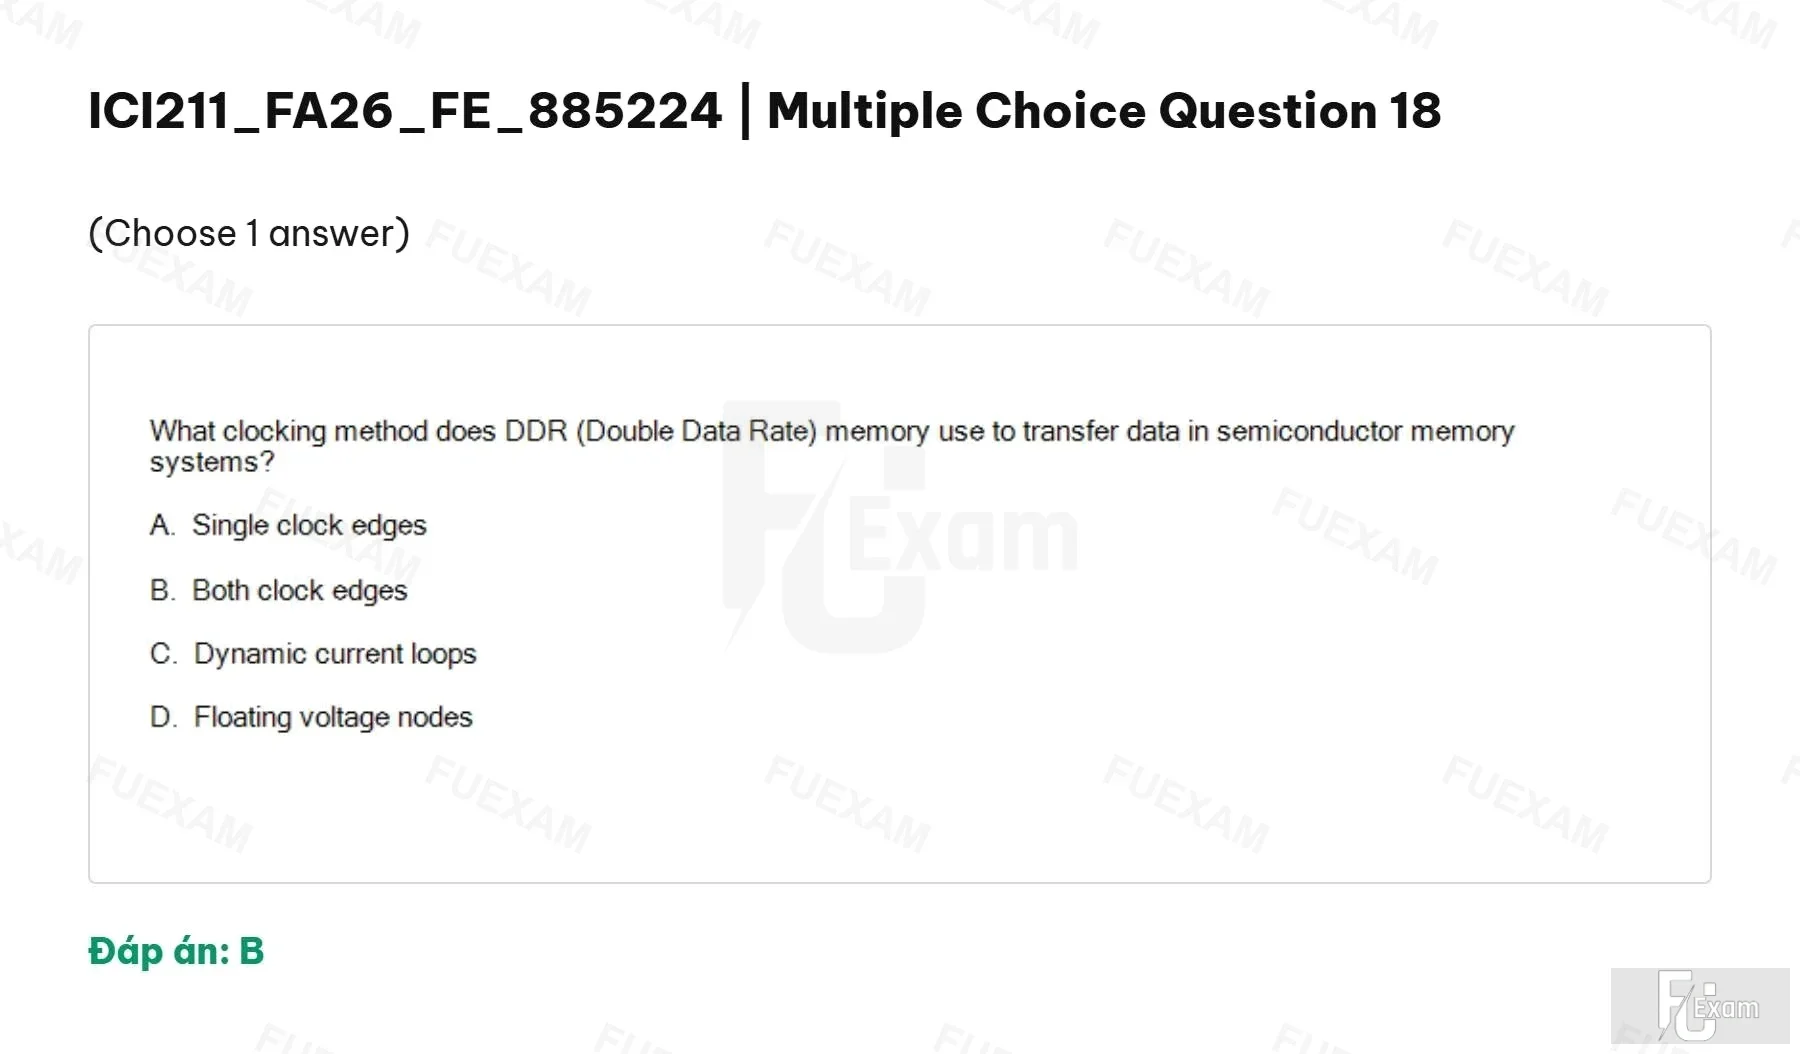 ICI211_FA26_FE_885224 | Multiple Choice Question 18
(Choose 1 answer)
What clocking method does DDR (Double Data Rate) memory use to transfer data in semiconductor memory
systems?
A. Single clock edges
B. Both clock edges
C. Dynamic current loops
D. Floating voltage nodes
Đáp án: B
FUEXAM
Exam